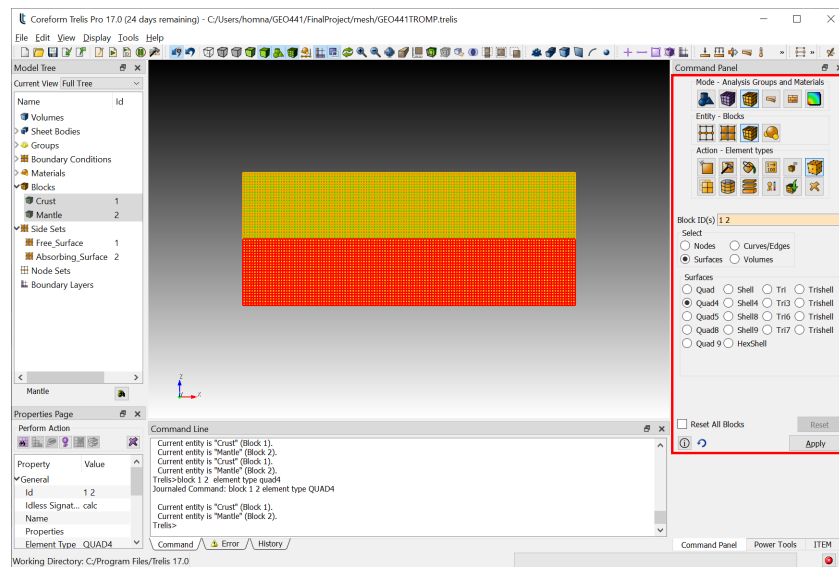 Coreform Trelis Pro 17.0 (24 days remaining) - C:/Users/homna/GEO441/FinalProject/mesh/GEO441TROMP.trelis
File Edit View Display Tools Help
Model Tree
Current View Full Tree
Name Id
Volumes
Sheet Bodies
Groups
Boundary Conditions
Materials
Blocks
Crust 1
Mantle 2
Side Sets
Free_Surface 1
Absorbing_Surface 2
Node Sets
Boundary Layers
Mantle
Properties Page
Perform Action
Property Value
General
Id 1 2
Idless Signat... calc
Name
Properties
Element Type QUAD4
Z
Y
X
Command Line
Current entity is "Crust" (Block 1).
Current entity is "Mantle" (Block 2).
Current entity is "Crust" (Block 1).
Current entity is "Mantle" (Block 2).
Trelis>block 1 2 element type quad4
Journaled Command: block 1 2 element type QUAD4
Current entity is "Crust" (Block 1).
Current entity is "Mantle" (Block 2).
Trelis>
Command Error History
Command Panel
Mode - Analysis Groups and Materials
Entity - Blocks
Action - Element types
Block ID(s) 1 2
Select
Nodes Curves/Edges
Surfaces Volumes
Surfaces
Quad Shell Tri Trishell
Quad4 Shell4 Tri3 Trishell
Quad5 Shell8 Tri6 Trishell
Quad8 Shell9 Tri7 Trishell
Quad 9 HexShell
Reset All Blocks Reset
Apply
Command Panel Power Tools ITEM
Working Directory: C:/Program Files/Trelis 17.0